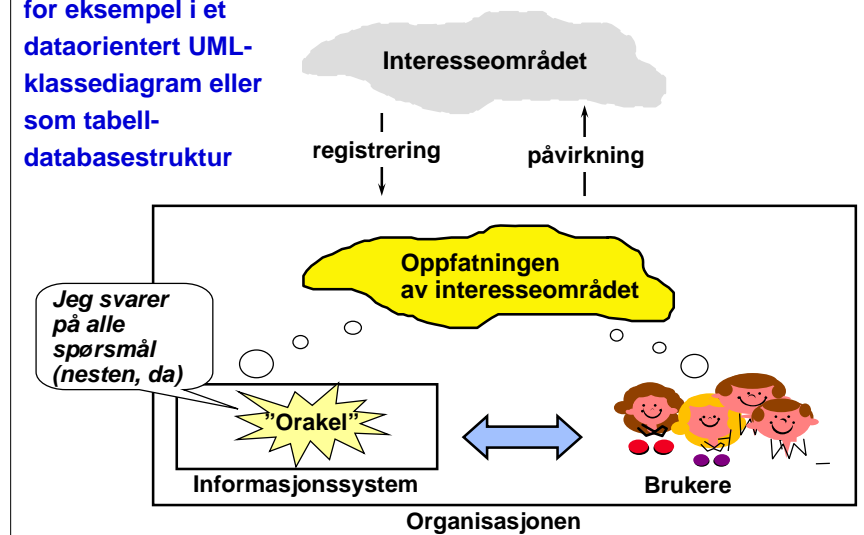 for eksempel i et
dataorientert UML-
klassediagram eller
som tabell-
databasestruktur
Interesseområdet
registrering
påvirkning
Oppfatningen
av interesseområdet
Jeg svarer
på alle
spørsmål
(nesten, da)
”Orakel”
Informasjonssystem
Brukere
Organisasjonen